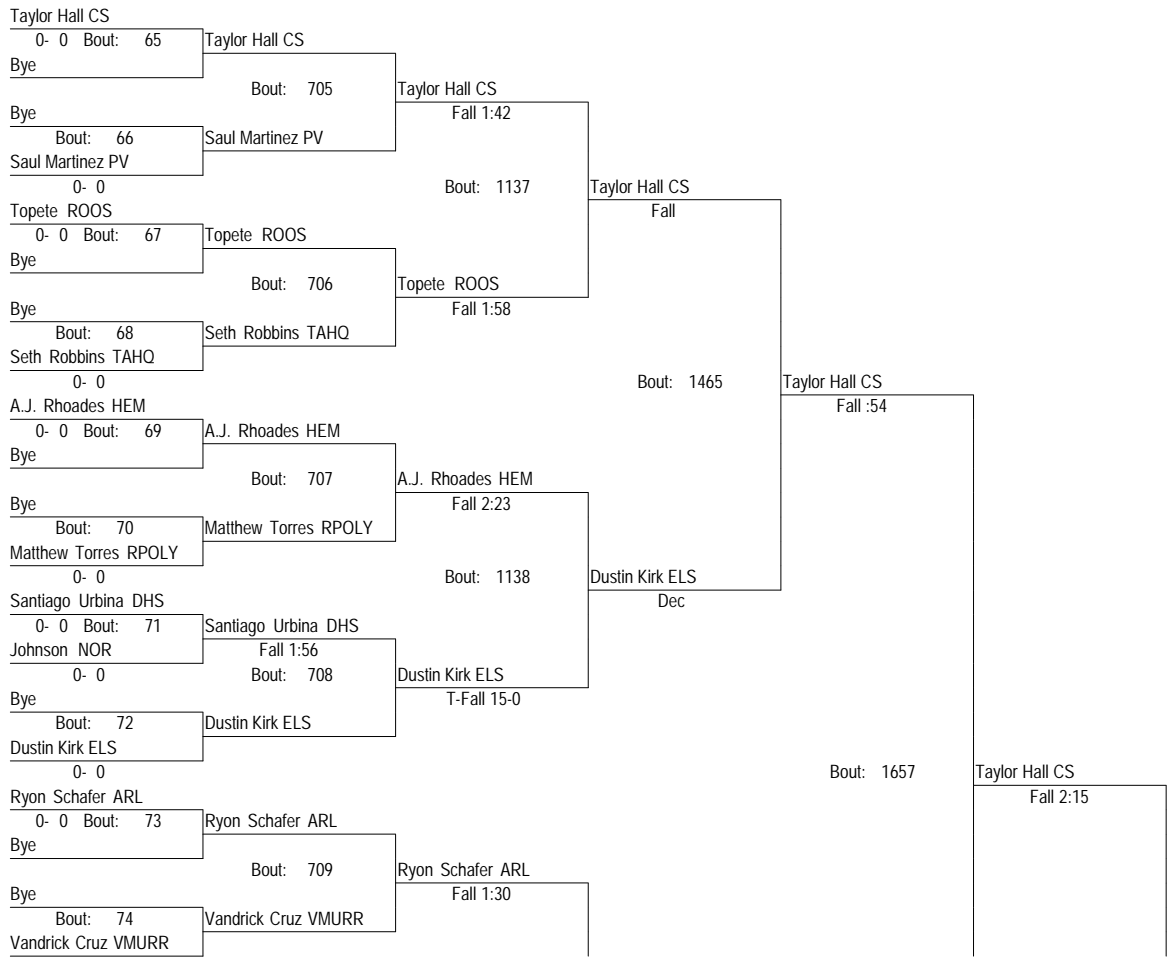 Taylor Hall CS
0- 0 Bout: 65 Taylor Hall CS
Bye
Bout: 705 Taylor Hall CS
Bye Fall 1:42
Bout: 66 Saul Martinez PV
Saul Martinez PV
0- 0 Bout: 1137 Taylor Hall CS
Topete ROOS Fall
0- 0 Bout: 67 Topete ROOS
Bye
Bout: 706 Topete ROOS
Bye Fall 1:58
Bout: 68 Seth Robbins TAHQ
Seth Robbins TAHQ
0- 0 Bout: 1465 Taylor Hall CS
A.J. Rhoades HEM Fall :54
0- 0 Bout: 69 A.J. Rhoades HEM
Bye
Bout: 707 A.J. Rhoades HEM
Bye Fall 2:23
Bout: 70 Matthew Torres RPOLY
Matthew Torres RPOLY
0- 0 Bout: 1138 Dustin Kirk ELS
Santiago Urbina DHS Dec
0- 0 Bout: 71 Santiago Urbina DHS
Johnson NOR Fall 1:56
0- 0 Bout: 708 Dustin Kirk ELS
Bye T-Fall 15-0
Bout: 72 Dustin Kirk ELS
Dustin Kirk ELS
0- 0 Bout: 1657 Taylor Hall CS
Ryon Schafer ARL Fall 2:15
0- 0 Bout: 73 Ryon Schafer ARL
Bye
Bout: 709 Ryon Schafer ARL
Bye Fall 1:30
Bout: 74 Vandrick Cruz VMURR
Vandrick Cruz VMURR